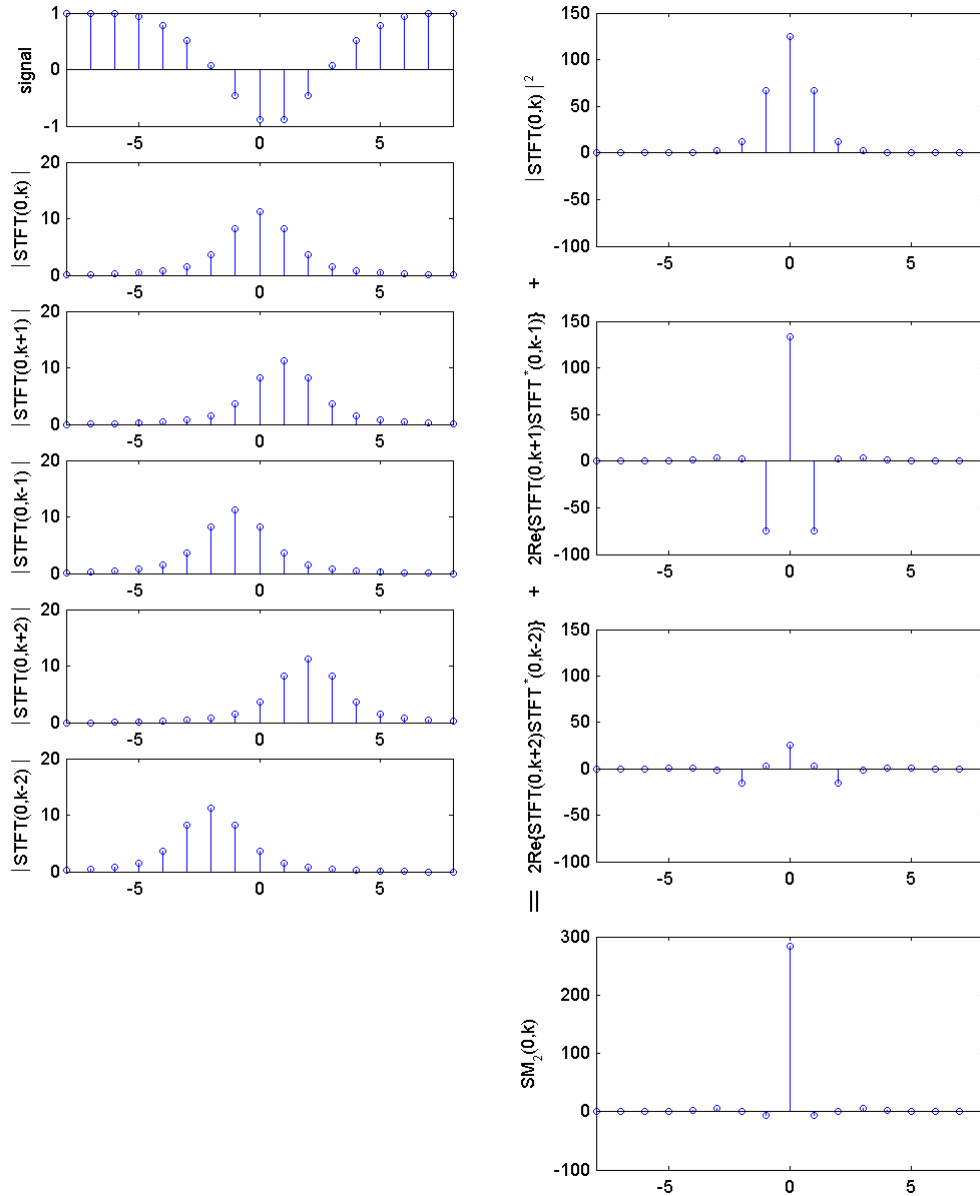 signal
1
0
-1
-5 0 5
|STFT(0,k) |
20
10
0
-5 0 5
|STFT(0,k+1) |
20
10
0
-5 0 5
|STFT(0,k-1) |
20
10
0
-5 0 5
|STFT(0,k+2) |
20
10
0
-5 0 5
|STFT(0,k-2) |
20
10
0
-5 0 5
|STFT(0,k) |²
150
100
50
0
-50
-100
-5 0 5
+
2Re{STFT(0,k+1)STFT*(0,k-1)}
150
100
50
0
-50
-100
-5 0 5
+
2Re{STFT(0,k+2)STFT*(0,k-2)}
150
100
50
0
-50
-100
-5 0 5
=
SM₂(0,k)
300
200
100
0
-100
-5 0 5